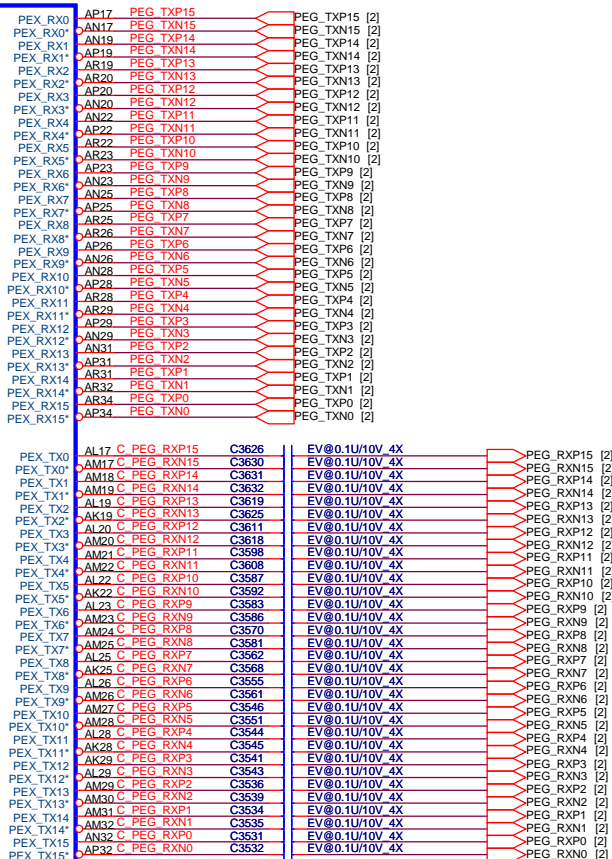 PEX_RX0 AP17 PEG_TXP15 PEG_TXP15 [2]
PEX_RX0* AN17 PEG_TXN15 PEG_TXN15 [2]
PEX_RX1 AN19 PEG_TXP14 PEG_TXP14 [2]
PEX_RX1* AP19 PEG_TXN14 PEG_TXN14 [2]
PEX_RX2 AR19 PEG_TXP13 PEG_TXP13 [2]
PEX_RX2* AR20 PEG_TXN13 PEG_TXN13 [2]
PEX_RX3 AP20 PEG_TXP12 PEG_TXP12 [2]
PEX_RX3* AN20 PEG_TXN12 PEG_TXN12 [2]
PEX_RX4 AN22 PEG_TXP11 PEG_TXP11 [2]
PEX_RX4* AP22 PEG_TXN11 PEG_TXN11 [2]
PEX_RX5 AR22 PEG_TXP10 PEG_TXP10 [2]
PEX_RX5* AR23 PEG_TXN10 PEG_TXN10 [2]
PEX_RX6 AP23 PEG_TXP9 PEG_TXP9 [2]
PEX_RX6* AN23 PEG_TXN9 PEG_TXN9 [2]
PEX_RX7 AN25 PEG_TXP8 PEG_TXP8 [2]
PEX_RX7* AP25 PEG_TXN8 PEG_TXN8 [2]
PEX_RX8 AR25 PEG_TXP7 PEG_TXP7 [2]
PEX_RX8* AR26 PEG_TXN7 PEG_TXN7 [2]
PEX_RX9 AP26 PEG_TXP6 PEG_TXP6 [2]
PEX_RX9* AN26 PEG_TXN6 PEG_TXN6 [2]
PEX_RX10 AN28 PEG_TXP5 PEG_TXP5 [2]
PEX_RX10* AP28 PEG_TXN5 PEG_TXN5 [2]
PEX_RX11 AR28 PEG_TXP4 PEG_TXP4 [2]
PEX_RX11* AR29 PEG_TXN4 PEG_TXN4 [2]
PEX_RX12 AP29 PEG_TXP3 PEG_TXP3 [2]
PEX_RX12* AN29 PEG_TXN3 PEG_TXN3 [2]
PEX_RX13 AN31 PEG_TXP2 PEG_TXP2 [2]
PEX_RX13* AP31 PEG_TXN2 PEG_TXN2 [2]
PEX_RX14 AR31 PEG_TXP1 PEG_TXP1 [2]
PEX_RX14* AR32 PEG_TXN1 PEG_TXN1 [2]
PEX_RX15 AR34 PEG_TXP0 PEG_TXP0 [2]
PEX_RX15* AP34 PEG_TXN0 PEG_TXN0 [2]
PEX_TX0 AL17 C_PEG_RXP15 C3626 EV@0.1U/10V_4X PEG_RXP15 [2]
PEX_TX0* AM17 C_PEG_RXN15 C3630 EV@0.1U/10V_4X PEG_RXN15 [2]
PEX_TX1 AM18 C_PEG_RXP14 C3631 EV@0.1U/10V_4X PEG_RXP14 [2]
PEX_TX1* AM19 C_PEG_RXN14 C3632 EV@0.1U/10V_4X PEG_RXN14 [2]
PEX_TX2 AL19 C_PEG_RXP13 C3619 EV@0.1U/10V_4X PEG_RXP13 [2]
PEX_TX2* AK19 C_PEG_RXN13 C3625 EV@0.1U/10V_4X PEG_RXN13 [2]
PEX_TX3 AL20 C_PEG_RXP12 C3611 EV@0.1U/10V_4X PEG_RXP12 [2]
PEX_TX3* AM20 C_PEG_RXN12 C3618 EV@0.1U/10V_4X PEG_RXN12 [2]
PEX_TX4 AM21 C_PEG_RXP11 C3598 EV@0.1U/10V_4X PEG_RXP11 [2]
PEX_TX4* AM22 C_PEG_RXN11 C3608 EV@0.1U/10V_4X PEG_RXN11 [2
PEX_TX5 AL22 C_PEG_RXP10 C3587 EV@0.1U/10V_4X PEG_RXP10 [2]
PEX_TX5* AK22 C_PEG_RXN10 C3592 EV@0.1U/10V_4X PEG_RXN10 [2]
PEX_TX6 AL23 C_PEG_RXP9 C3583 EV@0.1U/10V_4X PEG_RXP9 [2]
PEX_TX6* AM23 C_PEG_RXN9 C3586 EV@0.1U/10V_4X PEG_RXN9 [2]
PEX_TX7 AM24 C_PEG_RXP8 C3570 EV@0.1U/10V_4X PEG_RXP8 [2]
PEX_TX7* AM25 C_PEG_RXN8 C3581 EV@0.1U/10V_4X PEG_RXN8 [2]
PEX_TX8 AL25 C_PEG_RXP7 C3562 EV@0.1U/10V_4X PEG_RXP7 [2]
PEX_TX8* AK25 C_PEG_RXN7 C3568 EV@0.1U/10V_4X PEG_RXN7 [2]
PEX_TX9 AL26 C_PEG_RXP6 C3555 EV@0.1U/10V_4X PEG_RXP6 [2]
PEX_TX9* AM26 C_PEG_RXN6 C3561 EV@0.1U/10V_4X PEG_RXN6 [2]
PEX_TX10 AM27 C_PEG_RXP5 C3546 EV@0.1U/10V_4X PEG_RXP5 [2]
PEX_TX10* AM28 C_PEG_RXN5 C3551 EV@0.1U/10V_4X PEG_RXN5 [2]
PEX_TX11 AL28 C_PEG_RXP4 C3544 EV@0.1U/10V_4X PEG_RXP4 [2]
PEX_TX11* AK28 C_PEG_RXN4 C3545 EV@0.1U/10V_4X PEG_RXN4 [2]
PEX_TX12 AK29 C_PEG_RXP3 C3541 EV@0.1U/10V_4X PEG_RXP3 [2]
PEX_TX12* AL29 C_PEG_RXN3 C3543 EV@0.1U/10V_4X PEG_RXN3 [2]
PEX_TX13 AM29 C_PEG_RXP2 C3536 EV@0.1U/10V_4X PEG_RXP2 [2]
PEX_TX13* AM30 C_PEG_RXN2 C3539 EV@0.1U/10V_4X PEG_RXN2 [2]
PEX_TX14 AM31 C_PEG_RXP1 C3534 EV@0.1U/10V_4X PEG_RXP1 [2]
PEX_TX14* AM32 C_PEG_RXN1 C3535 EV@0.1U/10V_4X PEG_RXN1 [2]
PEX_TX15 AN32 C_PEG_RXP0 C3531 EV@0.1U/10V_4X PEG_RXP0 [2]
PEX_TX15* AP32 C_PEG_RXN0 C3532 EV@0.1U/10V_4X PEG_RXN0 [2]